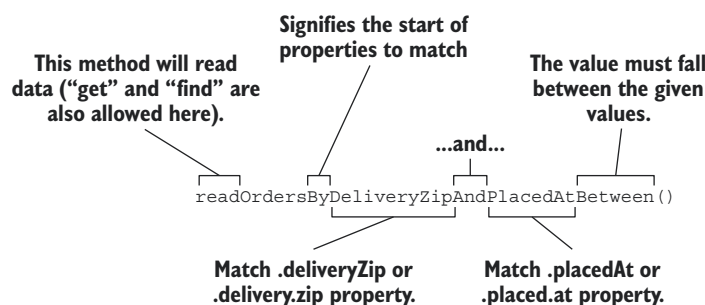 Signifies the start of
properties to match
This method will read
data (“get” and “find” are
also allowed here).
The value must fall
between the given
values.
...and...
readOrdersByDeliveryZipAndPlacedAtBetween()
Match .deliveryZip or
.delivery.zip property.
Match .placedAt or
.placed.at property.